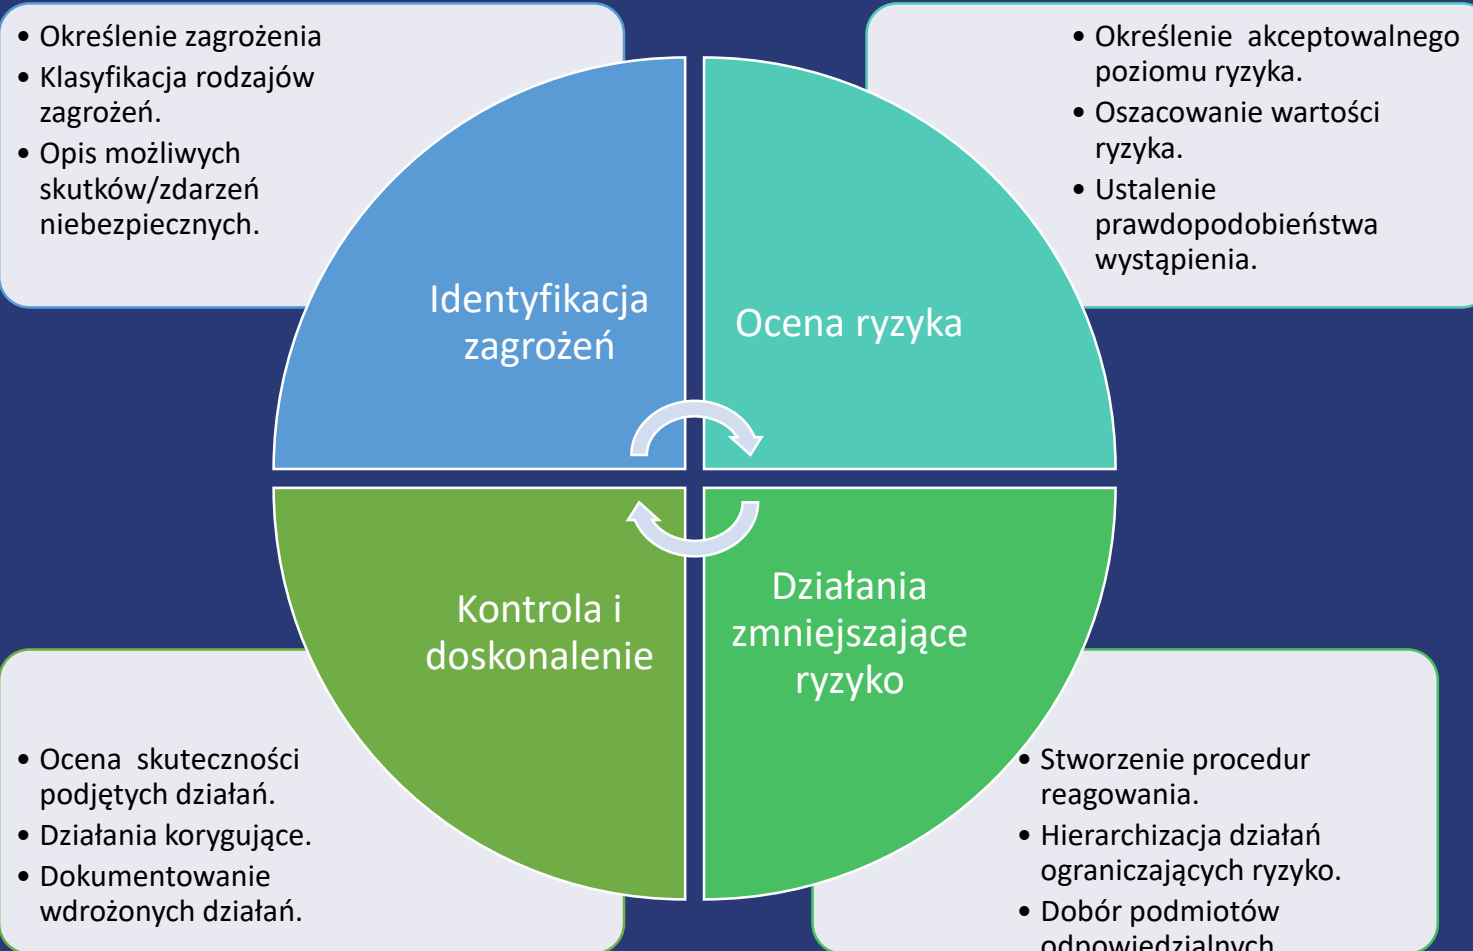 • Określenie zagrożenia
• Klasyfikacja rodzajów
zagrożeń.
• Opis możliwych
skutków/zdarzeń
niebezpiecznych.
• Określenie akceptowalnego
poziomu ryzyka.
• Oszacowanie wartości
ryzyka.
• Ustalenie
prawdopodobieństwa
wystąpienia.
Identyfikacja
zagrożeń
Ocena ryzyka
Kontrola i
doskonalenie
Działania
zmniejszające
ryzyko
• Ocena skuteczności
podjętych działań.
• Działania korygujące.
• Dokumentowanie
wdrożonych działań.
• Stworzenie procedur
reagowania.
• Hierarchizacja działań
ograniczających ryzyko.
• Dobór podmiotów
odpowiedzialnych